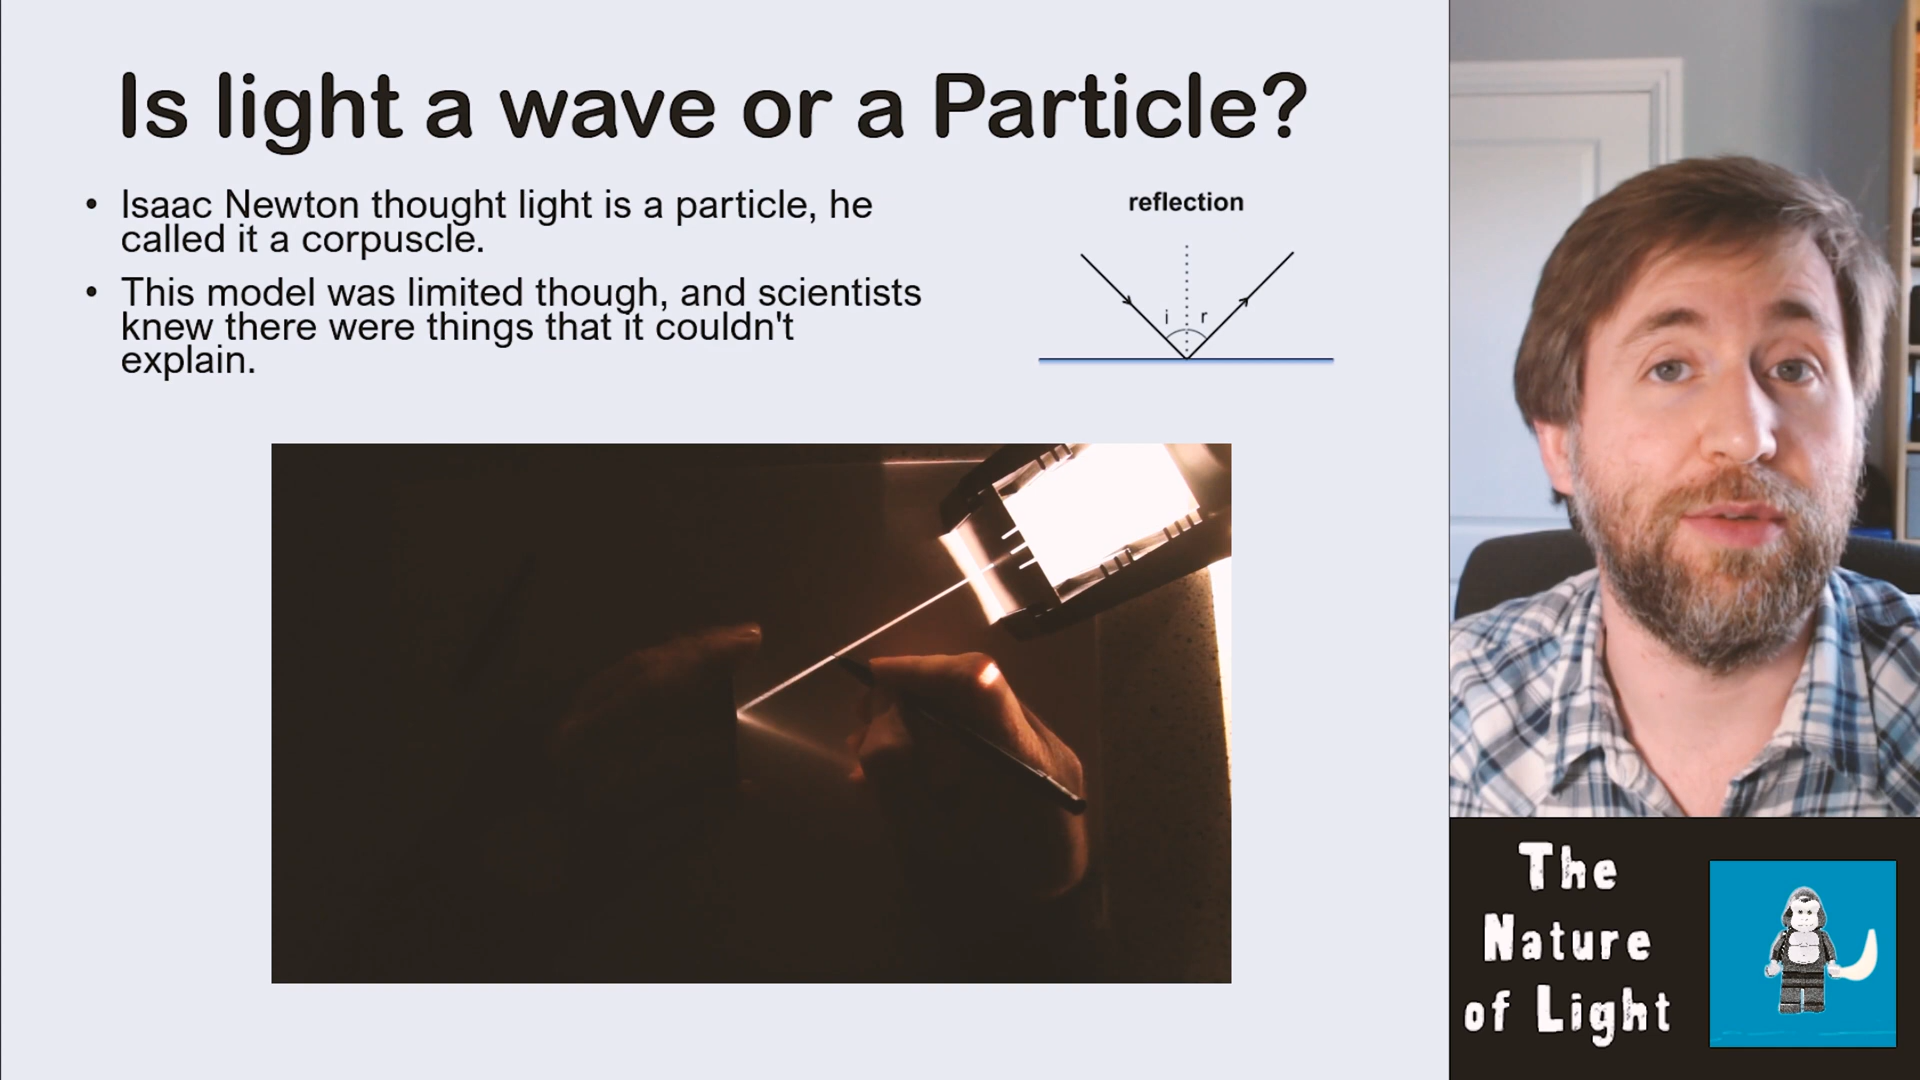 Is light a wave or a Particle?
• Isaac Newton thought light is a particle, he
called it a corpuscle.
• This model was limited though, and scientists
knew there were things that it couldn't
explain.
reflection
i r
The
Nature
of Light